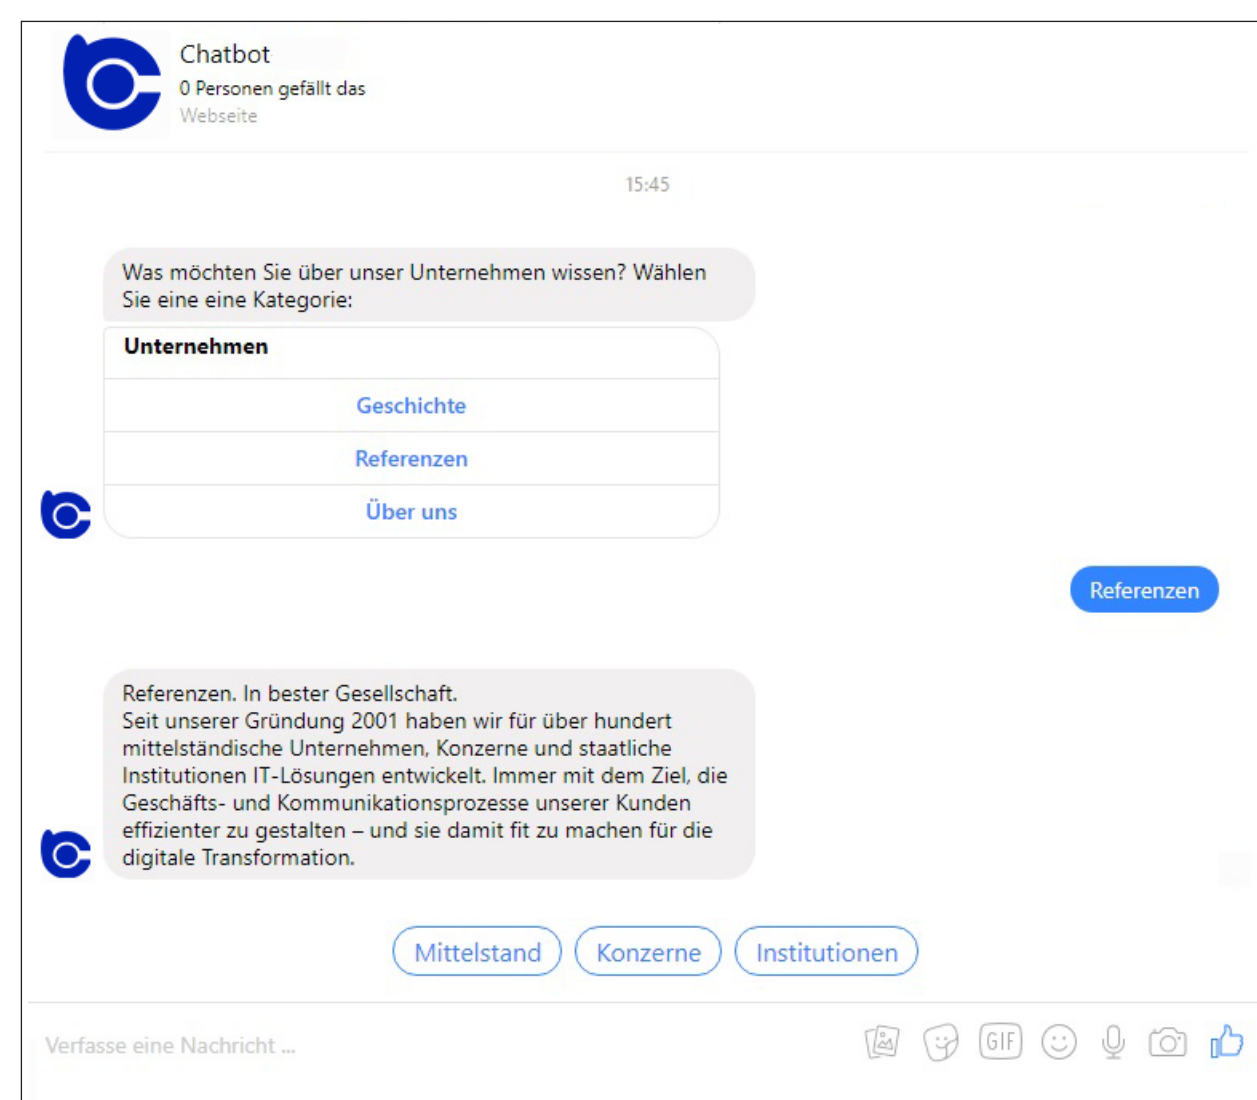 Chatbot
0 Personen gefällt das
Webseite
15:45
Was möchten Sie über unser Unternehmen wissen? Wählen
Sie eine eine Kategorie:
Unternehmen
Geschichte
Referenzen
Über uns
Referenzen
Referenzen. In bester Gesellschaft.
Seit unserer Gründung 2001 haben wir für über hundert
mittelständische Unternehmen, Konzerne und staatliche
Institutionen IT-Lösungen entwickelt. Immer mit dem Ziel, die
Geschäfts- und Kommunikationsprozesse unserer Kunden
effizienter zu gestalten – und sie damit fit zu machen für die
digitale Transformation.
Mittelstand Konzerne Institutionen
Verfasse eine Nachricht ... GIF